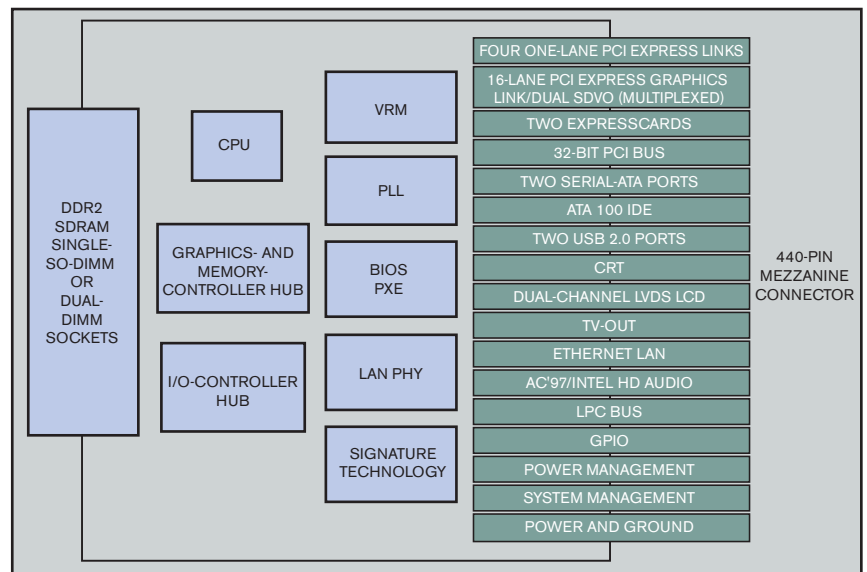 DDR2
SDRAM
SINGLE-
SO-DIMM
OR
DUAL-
DIMM
SOCKETS
CPU
GRAPHICS- AND
MEMORY-
CONTROLLER HUB
I/O-CONTROLLER
HUB
VRM
PLL
BIOS
PXE
LAN PHY
SIGNATURE
TECHNOLOGY
FOUR ONE-LANE PCI EXPRESS LINKS
16-LANE PCI EXPRESS GRAPHICS
LINK/DUAL SDVO (MULTIPLEXED)
TWO EXPRESSCARDS
32-BIT PCI BUS
TWO SERIAL-ATA PORTS
ATA 100 IDE
TWO USB 2.0 PORTS
CRT
DUAL-CHANNEL LVDS LCD
TV-OUT
ETHERNET LAN
AC'97/INTEL HD AUDIO
LPC BUS
GPIO
POWER MANAGEMENT
SYSTEM MANAGEMENT
POWER AND GROUND
440-PIN
MEZZANINE
CONNECTOR